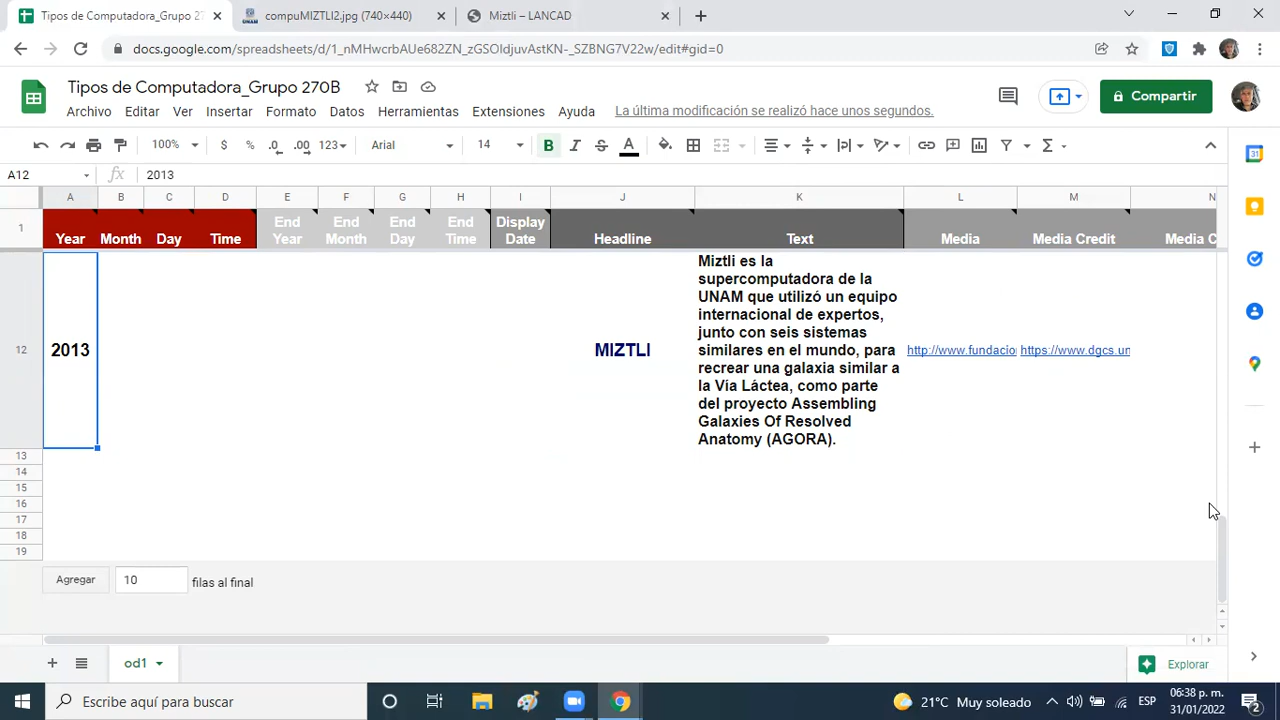 Tipos de Computadora_Grupo 27
compuMIZTLI2.jpg (740×440)
Miztli – LANCAD
docs.google.com/spreadsheets/d/1_nMHwcrbAUe682ZN_zGSOIdjuvAstKN-_SZBNG7V22w/edit#gid=0
Tipos de Computadora_Grupo 270B
Archivo Editar Ver Insertar Formato Datos Herramientas Extensiones Ayuda
La última modificación se realizó hace unos segundos.
Compartir
100% $ % .0 .00 123 Arial 14 B I S A
A12 fx 2013
A B C D E F G H I J K L M N
1 Year Month Day Time End Year End Month End Day End Time Display Date Headline Text Media Media Credit Media C
12 2013 MIZTLI
Miztli es la
supercomputadora de la
UNAM que utilizó un equipo
internacional de expertos,
junto con seis sistemas
similares en el mundo, para
recrear una galaxia similar a
la Vía Láctea, como parte
del proyecto Assembling
Galaxies Of Resolved
Anatomy (AGORA).
http://www.fundacio https://www.dgcs.un
13
14
15
16
17
18
19
Agregar 10 filas al final
od1
Explorar
Escribe aquí para buscar
21°C Muy soleado
ESP
06:38 p. m.
31/01/2022
2
31